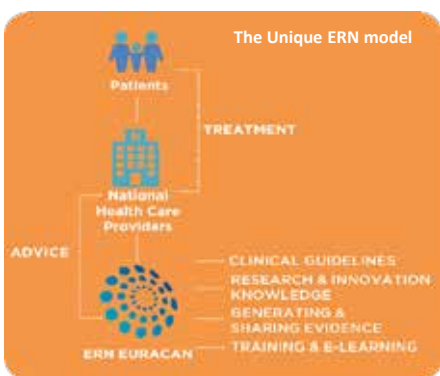 The Unique ERN model
Patients
TREATMENT
National
Health Care
Providers
ADVICE
CLINICAL GUIDELINES
RESEARCH & INNOVATION
KNOWLEDGE
GENERATING &
SHARING EVIDENCE
TRAINING & E-LEARNING
ERN EURACAN